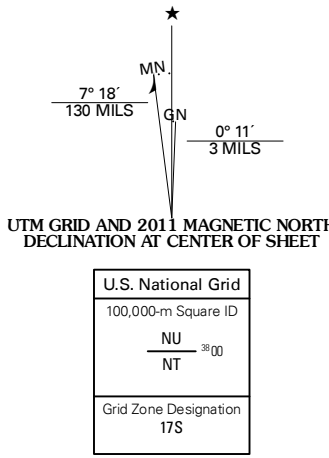 ★
MN
7° 18´
130 MILS
GN
0° 11´
3 MILS
UTM GRID AND 2011 MAGNETIC NORTH
DECLINATION AT CENTER OF SHEET
U.S. National Grid
100,000-m Square ID
NU
3800
NT
Grid Zone Designation
17S